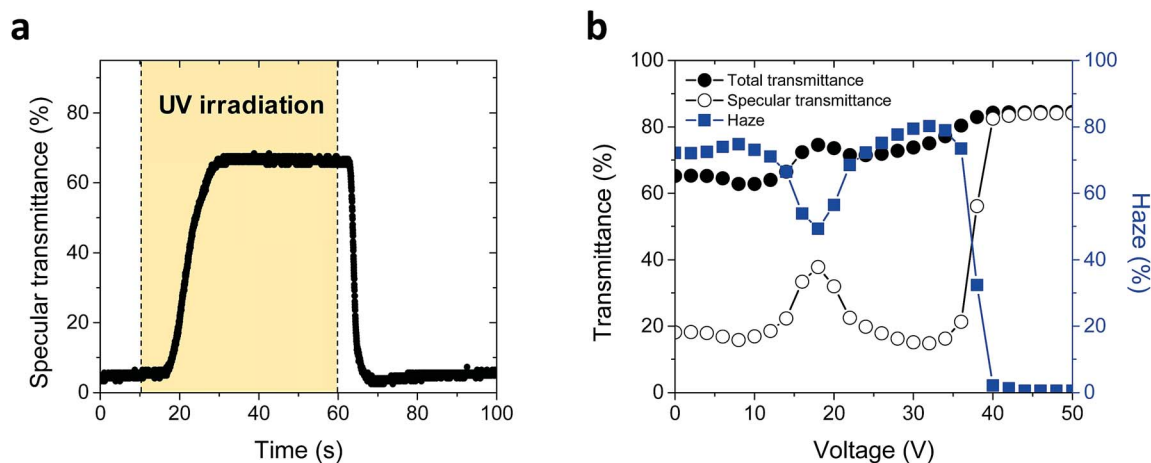 a
UV irradiation
Specular transmittance (%)
80
60
40
20
0
0 20 40 60 80 100
Time (s)
b
Total transmittance
Specular transmittance
Haze
Transmittance (%)
100
80
60
40
20
0
0 10 20 30 40 50
Voltage (V)
100
80
60
40
20
0
Haze (%)